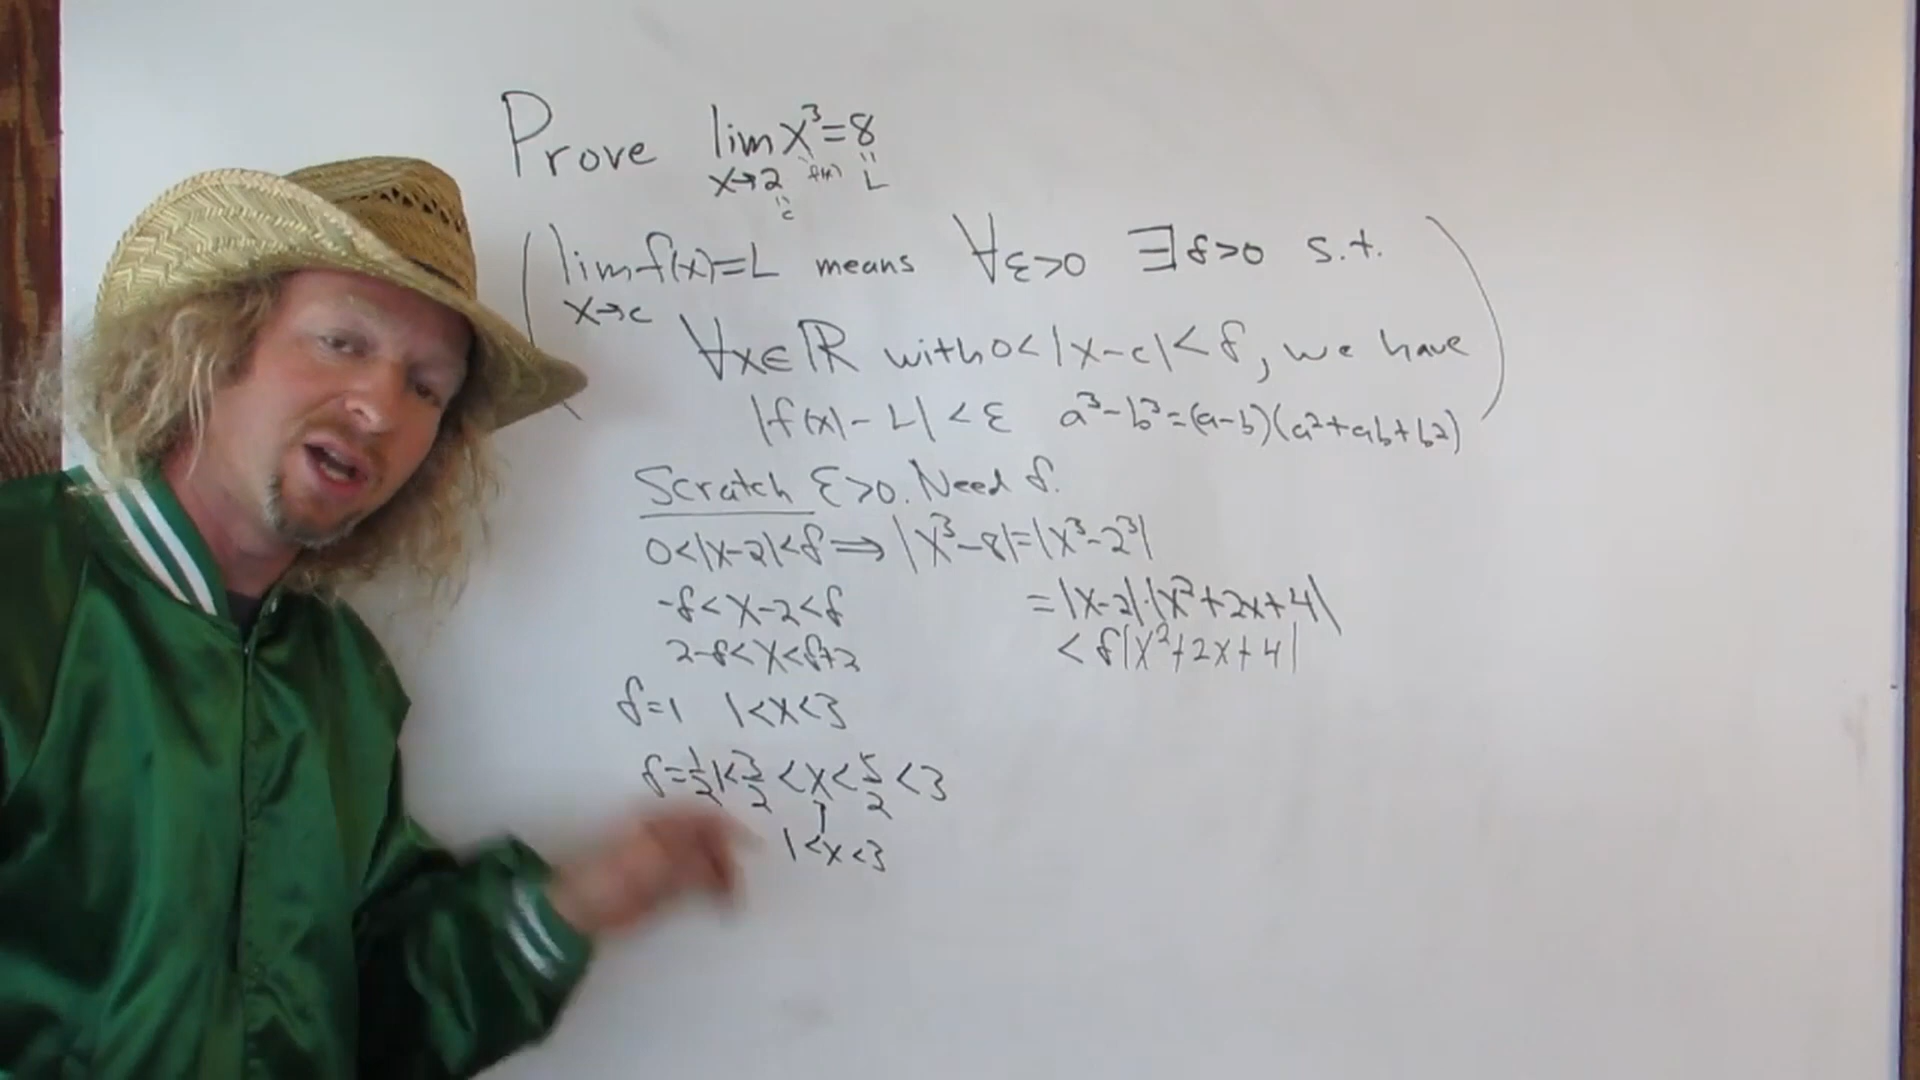 Prove lim x³=8
x→2 f(x) L
c
lim f(x)=L means ∀ε>0 ∃δ>0 s.t.
x→c
∀x∈ℝ with 0<|x-c|<δ, we have
|f(x)-L|<ε a³-b³=(a-b)(a²+ab+b²)
Scratch ε>0. Need δ.
0<|x-2|<δ ⟹ |x³-8|=|x³-2³|
-δ<x-2<δ =|x-2|·|x²+2x+4|
2-δ<x<δ+2 <δ|x²+2x+4|
δ=1 1<x<3
δ=1/2 1<3/2<x<5/2<3
1<x<3